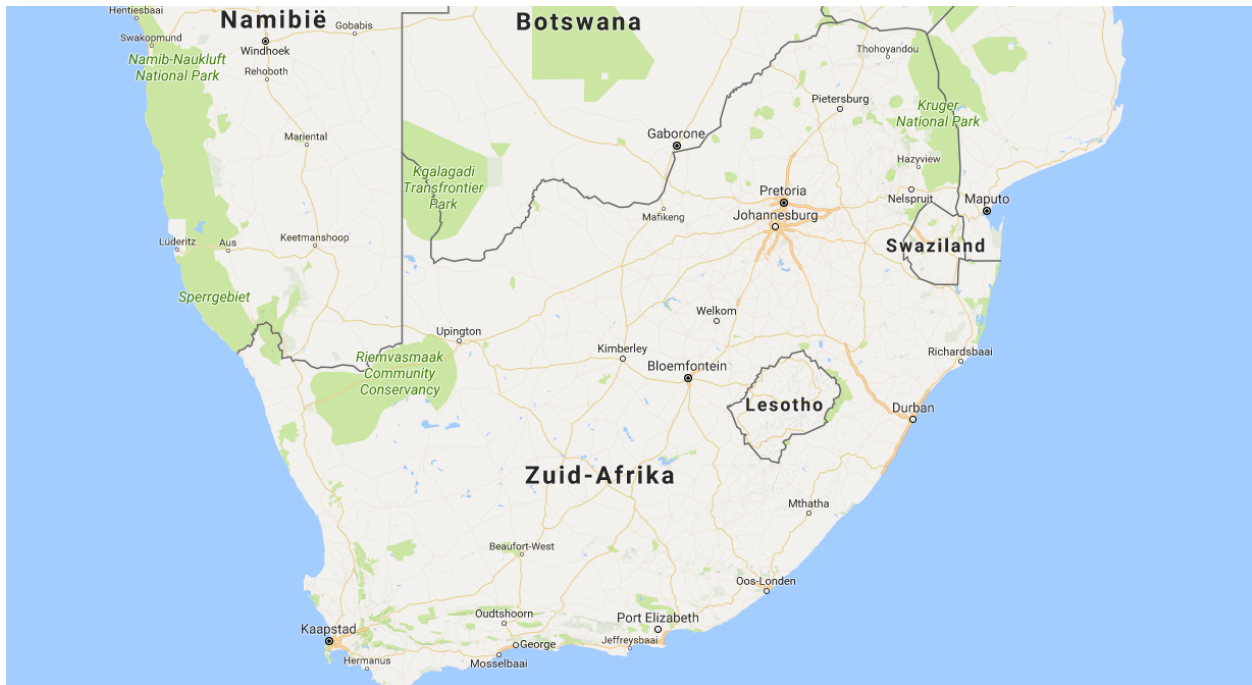 Hentiesbaai
Namibië
Botswana
Gobabis
Swakopmund
Windhoek
Thohoyandou
Namib-Naukluft
National Park
Rehoboth
Pietersburg
Kruger
National Park
Mariental
Gaborone
Hazyview
Kgalagadi
Transfrontier
Park
Pretoria
Nelspruit
Maputo
Mafikeng
Johannesburg
Lüderitz
Aus
Keetmanshoop
Swaziland
Sperrgebiet
Welkom
Upington
Kimberley
Richardsbaai
Riemvasmaak
Community
Conservancy
Bloemfontein
Lesotho
Durban
Zuid-Afrika
Mthatha
Beaufort-West
Oos-Londen
Oudtshoorn
Port Elizabeth
Kaapstad
George
Jeffreysbaai
Hermanus
Mosselbaai